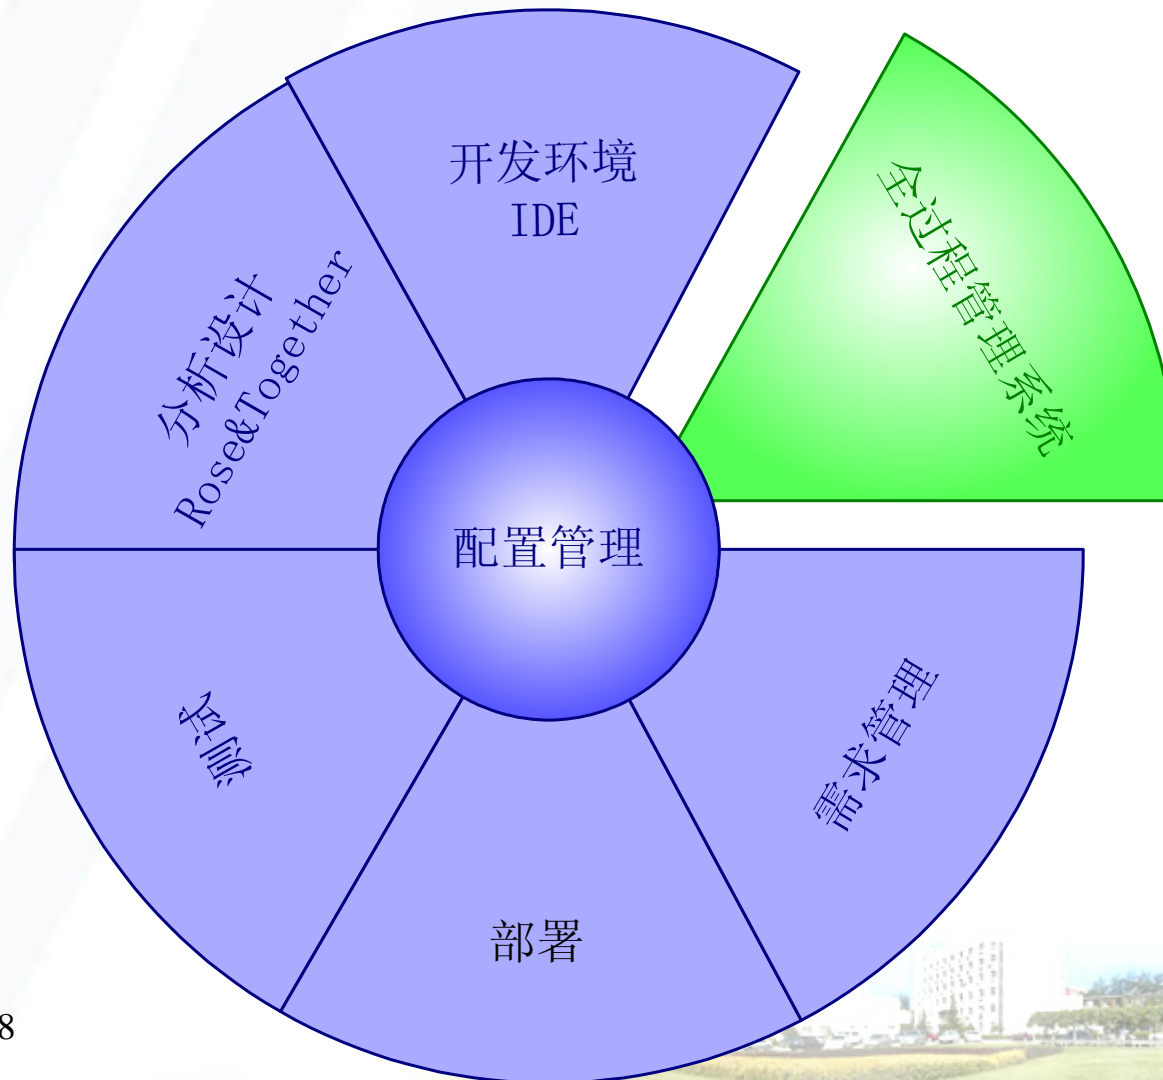 开发环境
IDE
全过程管理系统
分析设计
Rose&Together
配置管理
需求管理
测试
部署
8